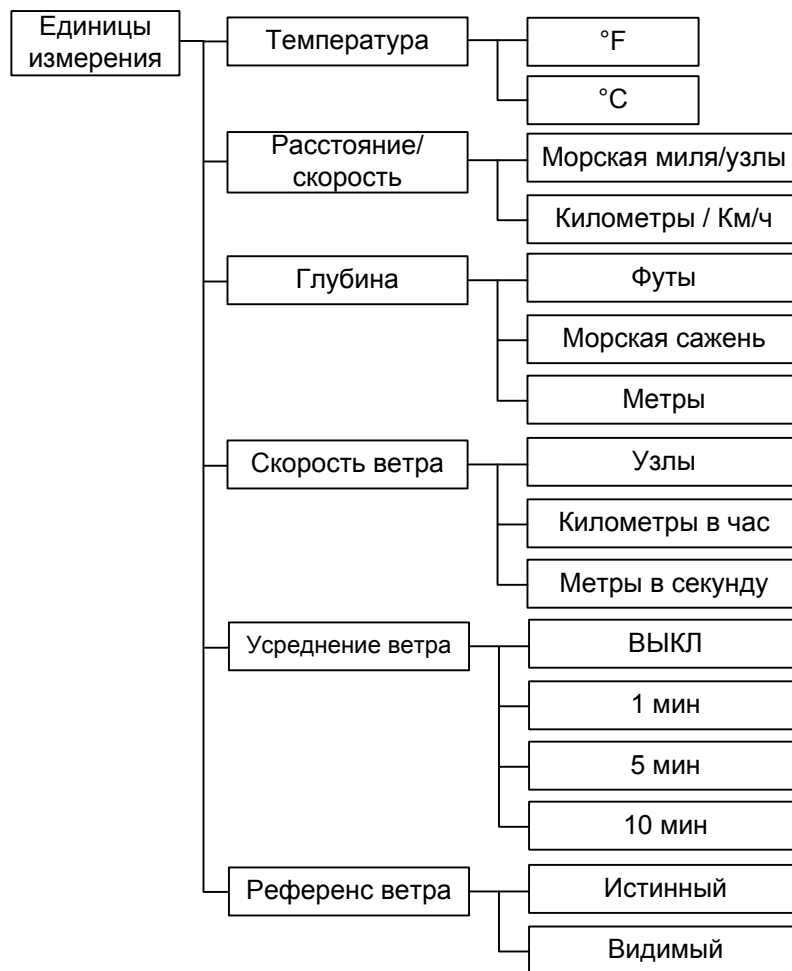 Единицы
измерения
Температура
°F
°C
Расстояние/
скорость
Морская миля/узлы
Километры / Км/ч
Глубина
Футы
Морская сажень
Метры
Скорость ветра
Узлы
Километры в час
Метры в секунду
Усреднение ветра
ВЫКЛ
1 мин
5 мин
10 мин
Референс ветра
Истинный
Видимый